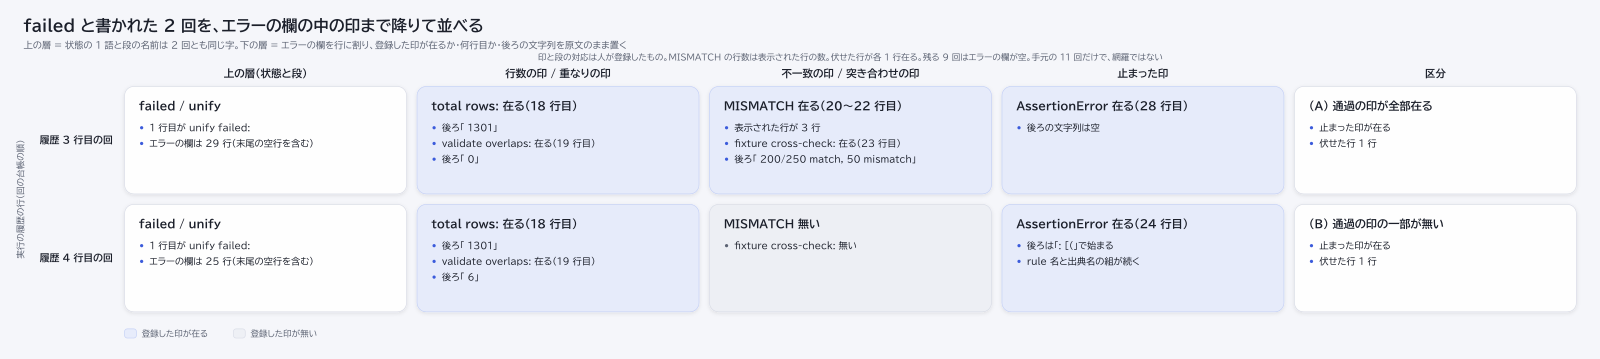 failed と書かれた 2 回を、エラーの欄の中の印まで降りて並べる
上の層 = 状態の 1 語と段の名前は 2 回とも同じ字。下の層 = エラーの欄を行に割り、登録した印が在るか・何行目か・後ろの文字列を原文のまま置く
印と段の対応は人が登録したもの。MISMATCH の行数は表示された行の数。伏せた行が各 1 行在る。残る 9 回はエラーの欄が空。手元の 11 回だけで、網羅ではない
上の層（状態と段）
行数の印 / 重なりの印
不一致の印 / 突き合わせの印
止まった印
区分
実行の履歴の行（回の台帳の順）
履歴 3 行目の回
failed / unify
• 1 行目が unify failed:
• エラーの欄は 29 行（末尾の空行を含む）
total rows: 在る（18 行目）
• 後ろ「 1301」
• validate overlaps: 在る（19 行目）
• 後ろ「 0」
MISMATCH 在る（20〜22 行目）
• 表示された行が 3 行
• fixture cross-check: 在る（23 行目）
• 後ろ「 200/250 match, 50 mismatch」
AssertionError 在る（28 行目）
• 後ろの文字列は空
（A） 通過の印が全部在る
• 止まった印が在る
• 伏せた行 1 行
履歴 4 行目の回
failed / unify
• 1 行目が unify failed:
• エラーの欄は 25 行（末尾の空行を含む）
total rows: 在る（18 行目）
• 後ろ「 1301」
• validate overlaps: 在る（19 行目）
• 後ろ「 6」
MISMATCH 無い
• fixture cross-check: 無い
AssertionError 在る（24 行目）
• 後ろは「: [(」で始まる
• rule 名と出典名の組が続く
（B） 通過の印の一部が無い
• 止まった印が在る
• 伏せた行 1 行
登録した印が在る
登録した印が無い